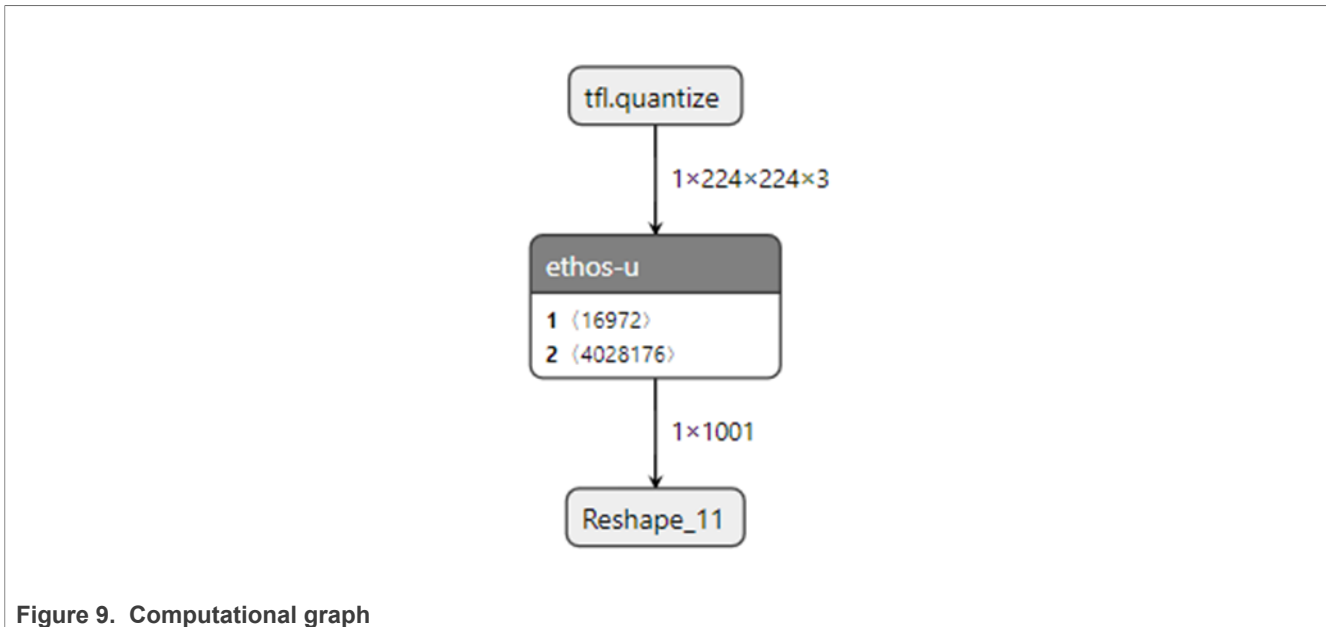 tfl.quantize
1×224×224×3
ethos-u
1 〈16972〉
2 〈4028176〉
1×1001
Reshape_11
Figure 9. Computational graph